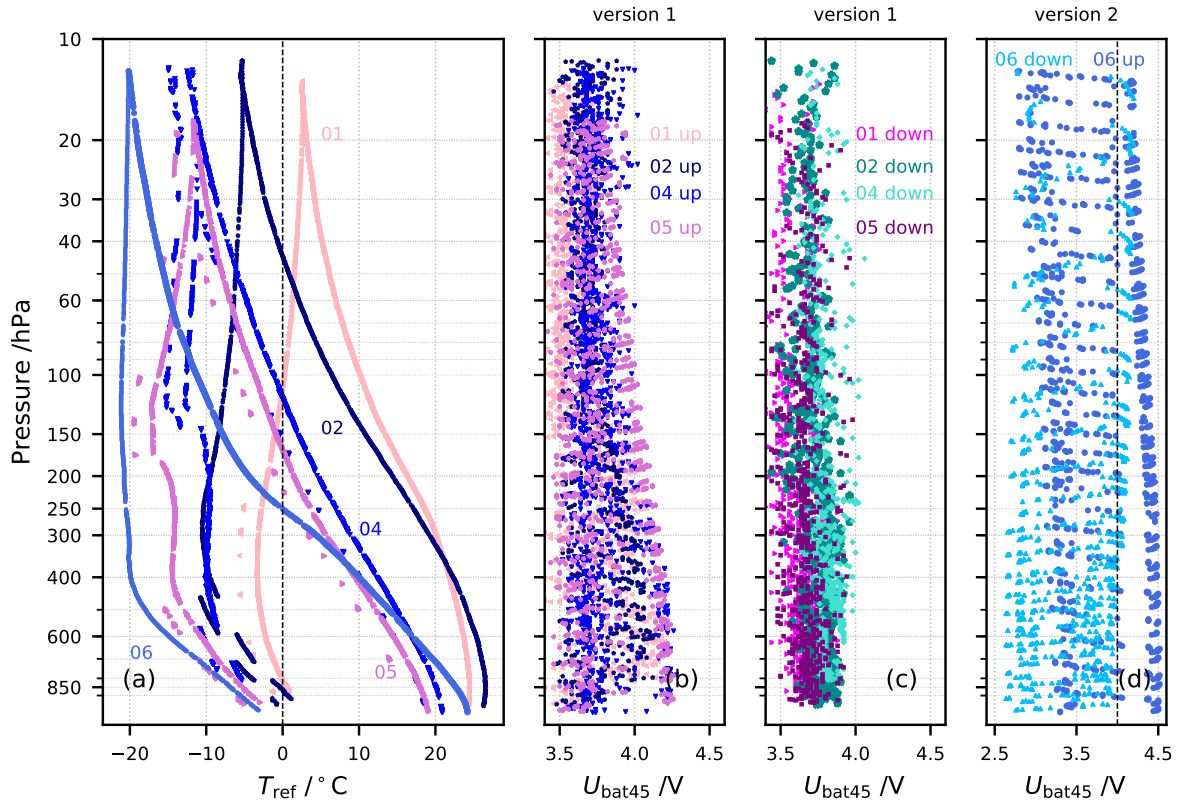 version 1
version 1
version 2
10
20
30
40
60
100
150
200
250
300
400
600
850
Pressure /hPa
01
02
04
05
06
(a)
−20
−10
0
10
20
T_ref / °C
01 up
02 up
04 up
05 up
(b)
3.5
4.0
4.5
U_bat45 /V
01 down
02 down
04 down
05 down
(c)
3.5
4.0
4.5
U_bat45 /V
06 down
06 up
(d)
2.5
3.5
4.5
U_bat45 /V